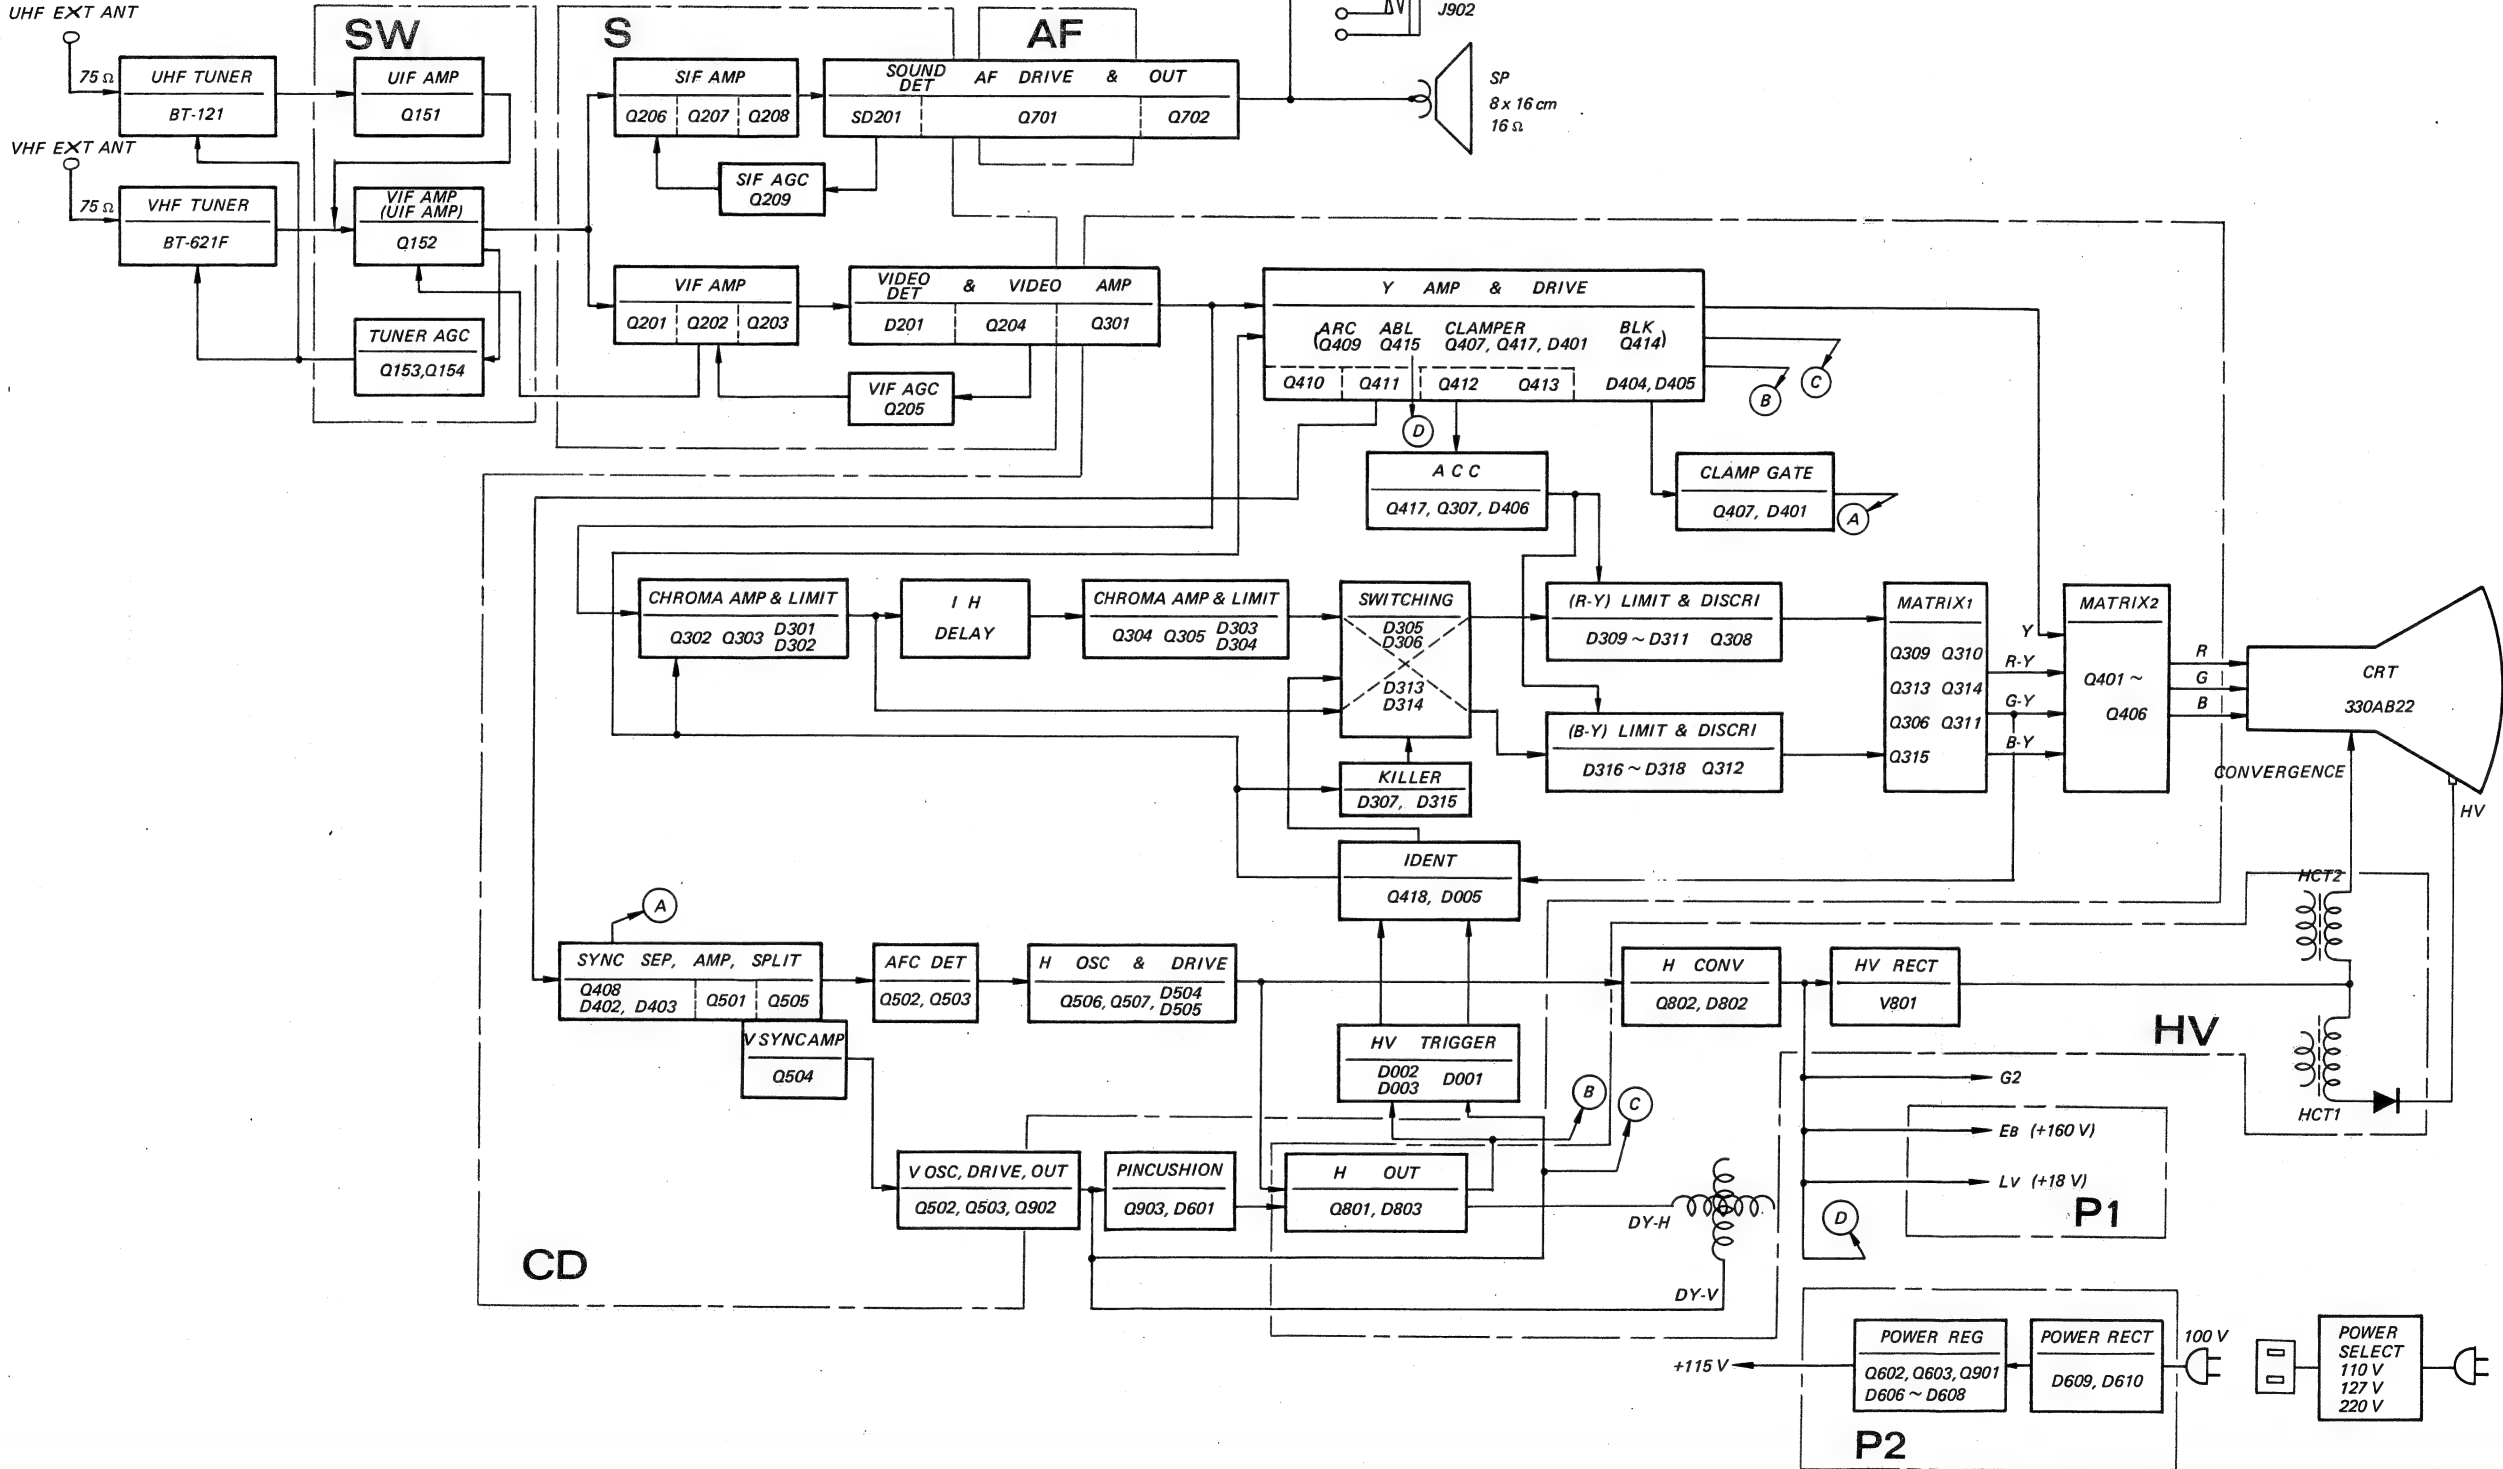 UHF EXT ANT
SW
S
AF
J902
75 Ω
UHF TUNER
BT-121
UIF AMP
Q151
SIF AMP
Q206 Q207 Q208
SOUND DET AF DRIVE & OUT
SD201 Q701 Q702
SP
8 x 16 cm
16 Ω
VHF EXT ANT
75 Ω
VHF TUNER
BT-621F
VIF AMP
(UIF AMP)
Q152
SIF AGC
Q209
TUNER AGC
Q153,Q154
VIF AMP
Q201 Q202 Q203
VIDEO DET & VIDEO AMP
D201 Q204 Q301
VIF AGC
Q205
Y AMP & DRIVE
(ARC ABL CLAMPER BLK
Q409 Q415 Q407, Q417, D401 Q414)
Q410 Q411 Q412 Q413 D404, D405
C
B
D
A C C
Q417, Q307, D406
CLAMP GATE
Q407, D401
A
CHROMA AMP & LIMIT
Q302 Q303 D301
D302
I H
DELAY
CHROMA AMP & LIMIT
Q304 Q305 D303
D304
SWITCHING
D305
D306
D313
D314
(R-Y) LIMIT & DISCRI
D309 ~ D311 Q308
(B-Y) LIMIT & DISCRI
D316 ~ D318 Q312
MATRIX1
Q309 Q310
Q313 Q314
Q306 Q311
Q315
Y
R-Y
G-Y
B-Y
MATRIX2
Q401 ~
Q406
R
G
B
CRT
330AB22
CONVERGENCE
HV
KILLER
D307, D315
IDENT
Q418, D005
HCT2
A
SYNC SEP, AMP, SPLIT
Q408
D402, D403 Q501 Q505
AFC DET
Q502, Q503
H OSC & DRIVE
Q506, Q507, D504
D505
H CONV
Q802, D802
HV RECT
V801
HV
V SYNC AMP
Q504
HV TRIGGER
D002
D003 D001
B
C
G2
HCT1
EB (+160 V)
LV (+18 V)
P1
V OSC, DRIVE, OUT
Q502, Q503, Q902
PINCUSHION
Q903, D601
H OUT
Q801, D803
DY-H
D
CD
DY-V
+115 V
POWER REG
Q602, Q603, Q901
D606 ~ D608
POWER RECT
D609, D610
100 V
POWER
SELECT
110 V
127 V
220 V
P2